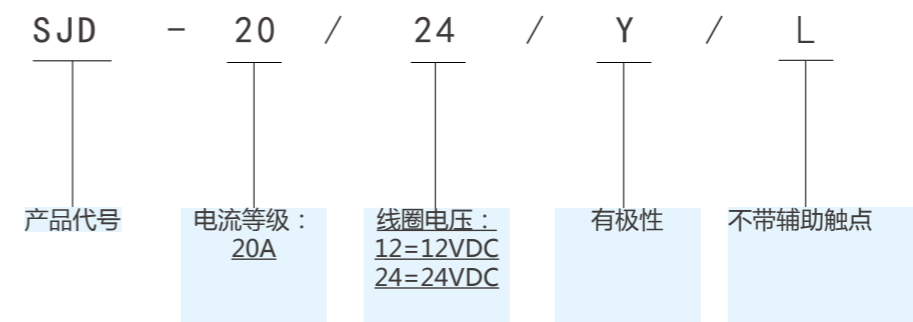 SJD - 20 / 24 / Y / L
产品代号
电流等级：
20A
线圈电压：
12=12VDC
24=24VDC
有极性
不带辅助触点